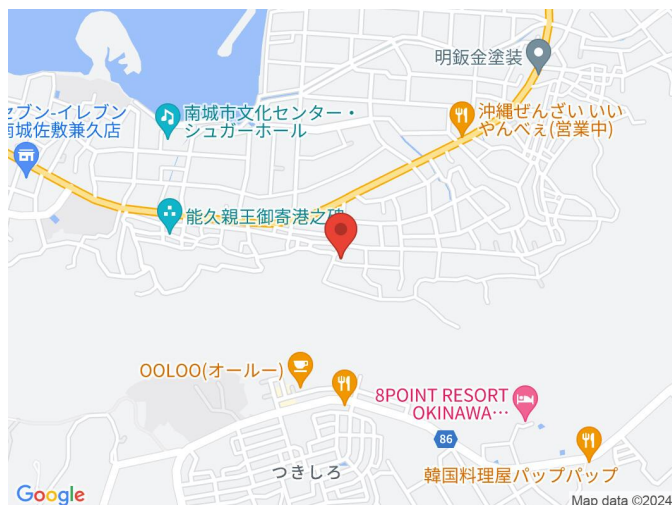 明鈑金塗装
セブン-イレブン
南城佐敷兼久店
南城市文化センター・
シュガーホール
沖縄ぜんざい いい
やんべぇ(営業中)
能久親王御寄港之碑
OOLOO(オールー)
8POINT RESORT
OKINAWA…
86
つきしろ
韓国料理屋パップパップ
Google
Map data ©2024